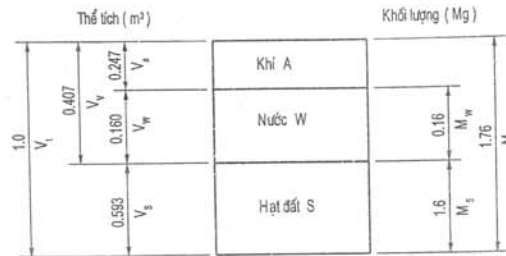 Thể tích ( m³ )
Khối lượng ( Mg )
1.0
Vt
0.407
Vv
0.247
Va
0.160
Vw
0.593
Vs
Khí A
Nước W
Hạt đất S
0.16
Mw
1.6
Ms
1.76